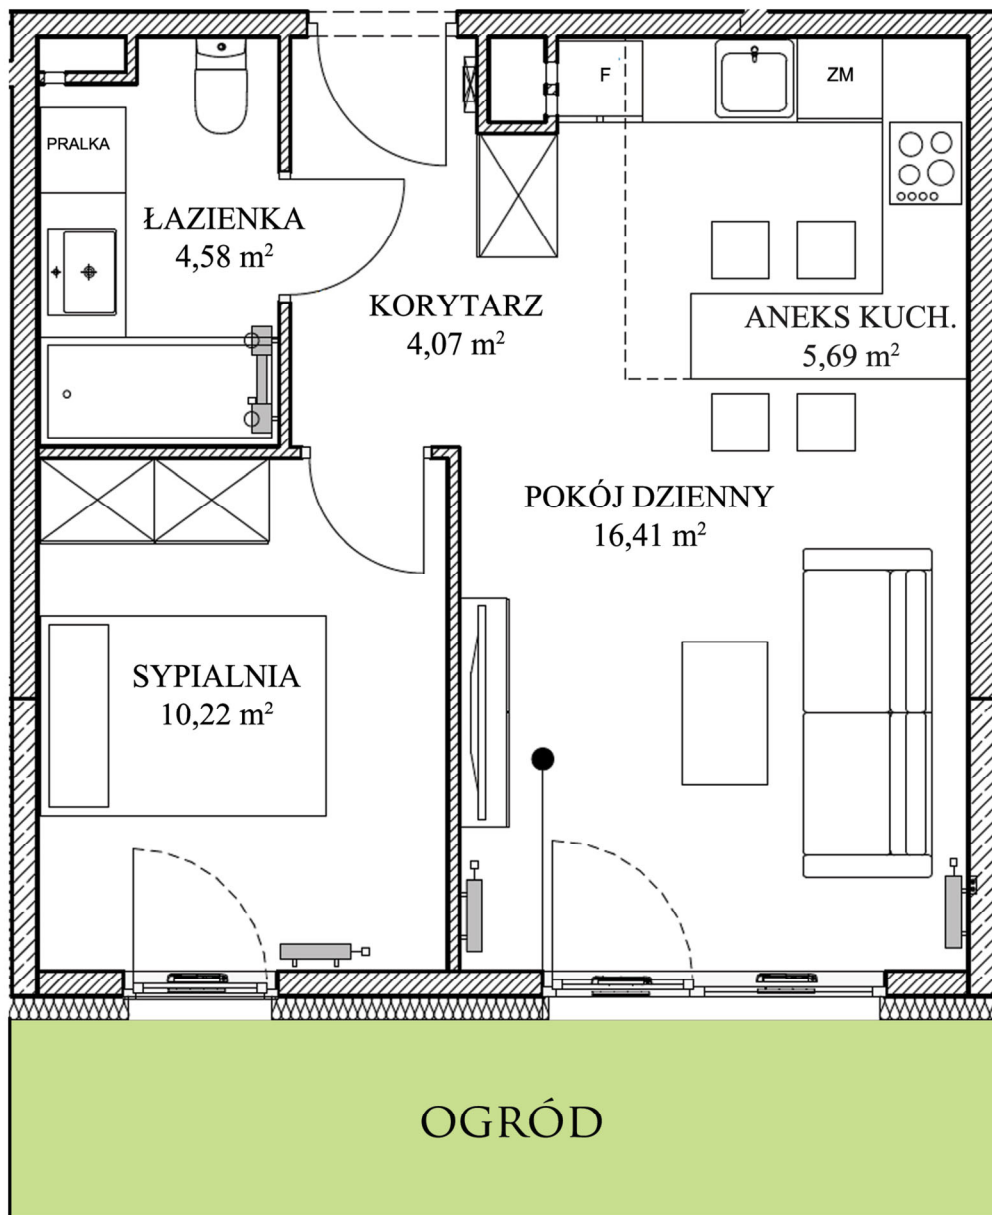 F
ZM
PRALKA
ŁAZIENKA
4,58 m²
KORYTARZ
4,07 m²
ANEKS KUCH.
5,69 m²
POKÓJ DZIENNY
16,41 m²
SYPIALNIA
10,22 m²
OGRÓD